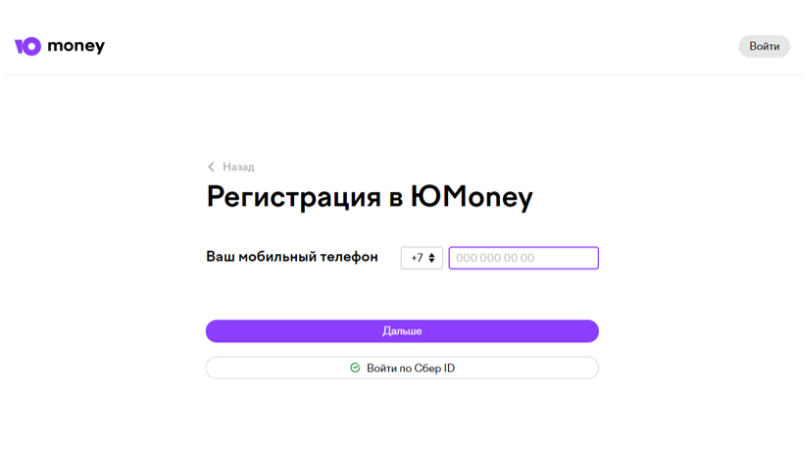 Ю money
Войти
Назад
Регистрация в ЮMoney
Ваш мобильный телефон +7 000 000 00 00
Дальше
Войти по Сбер ID